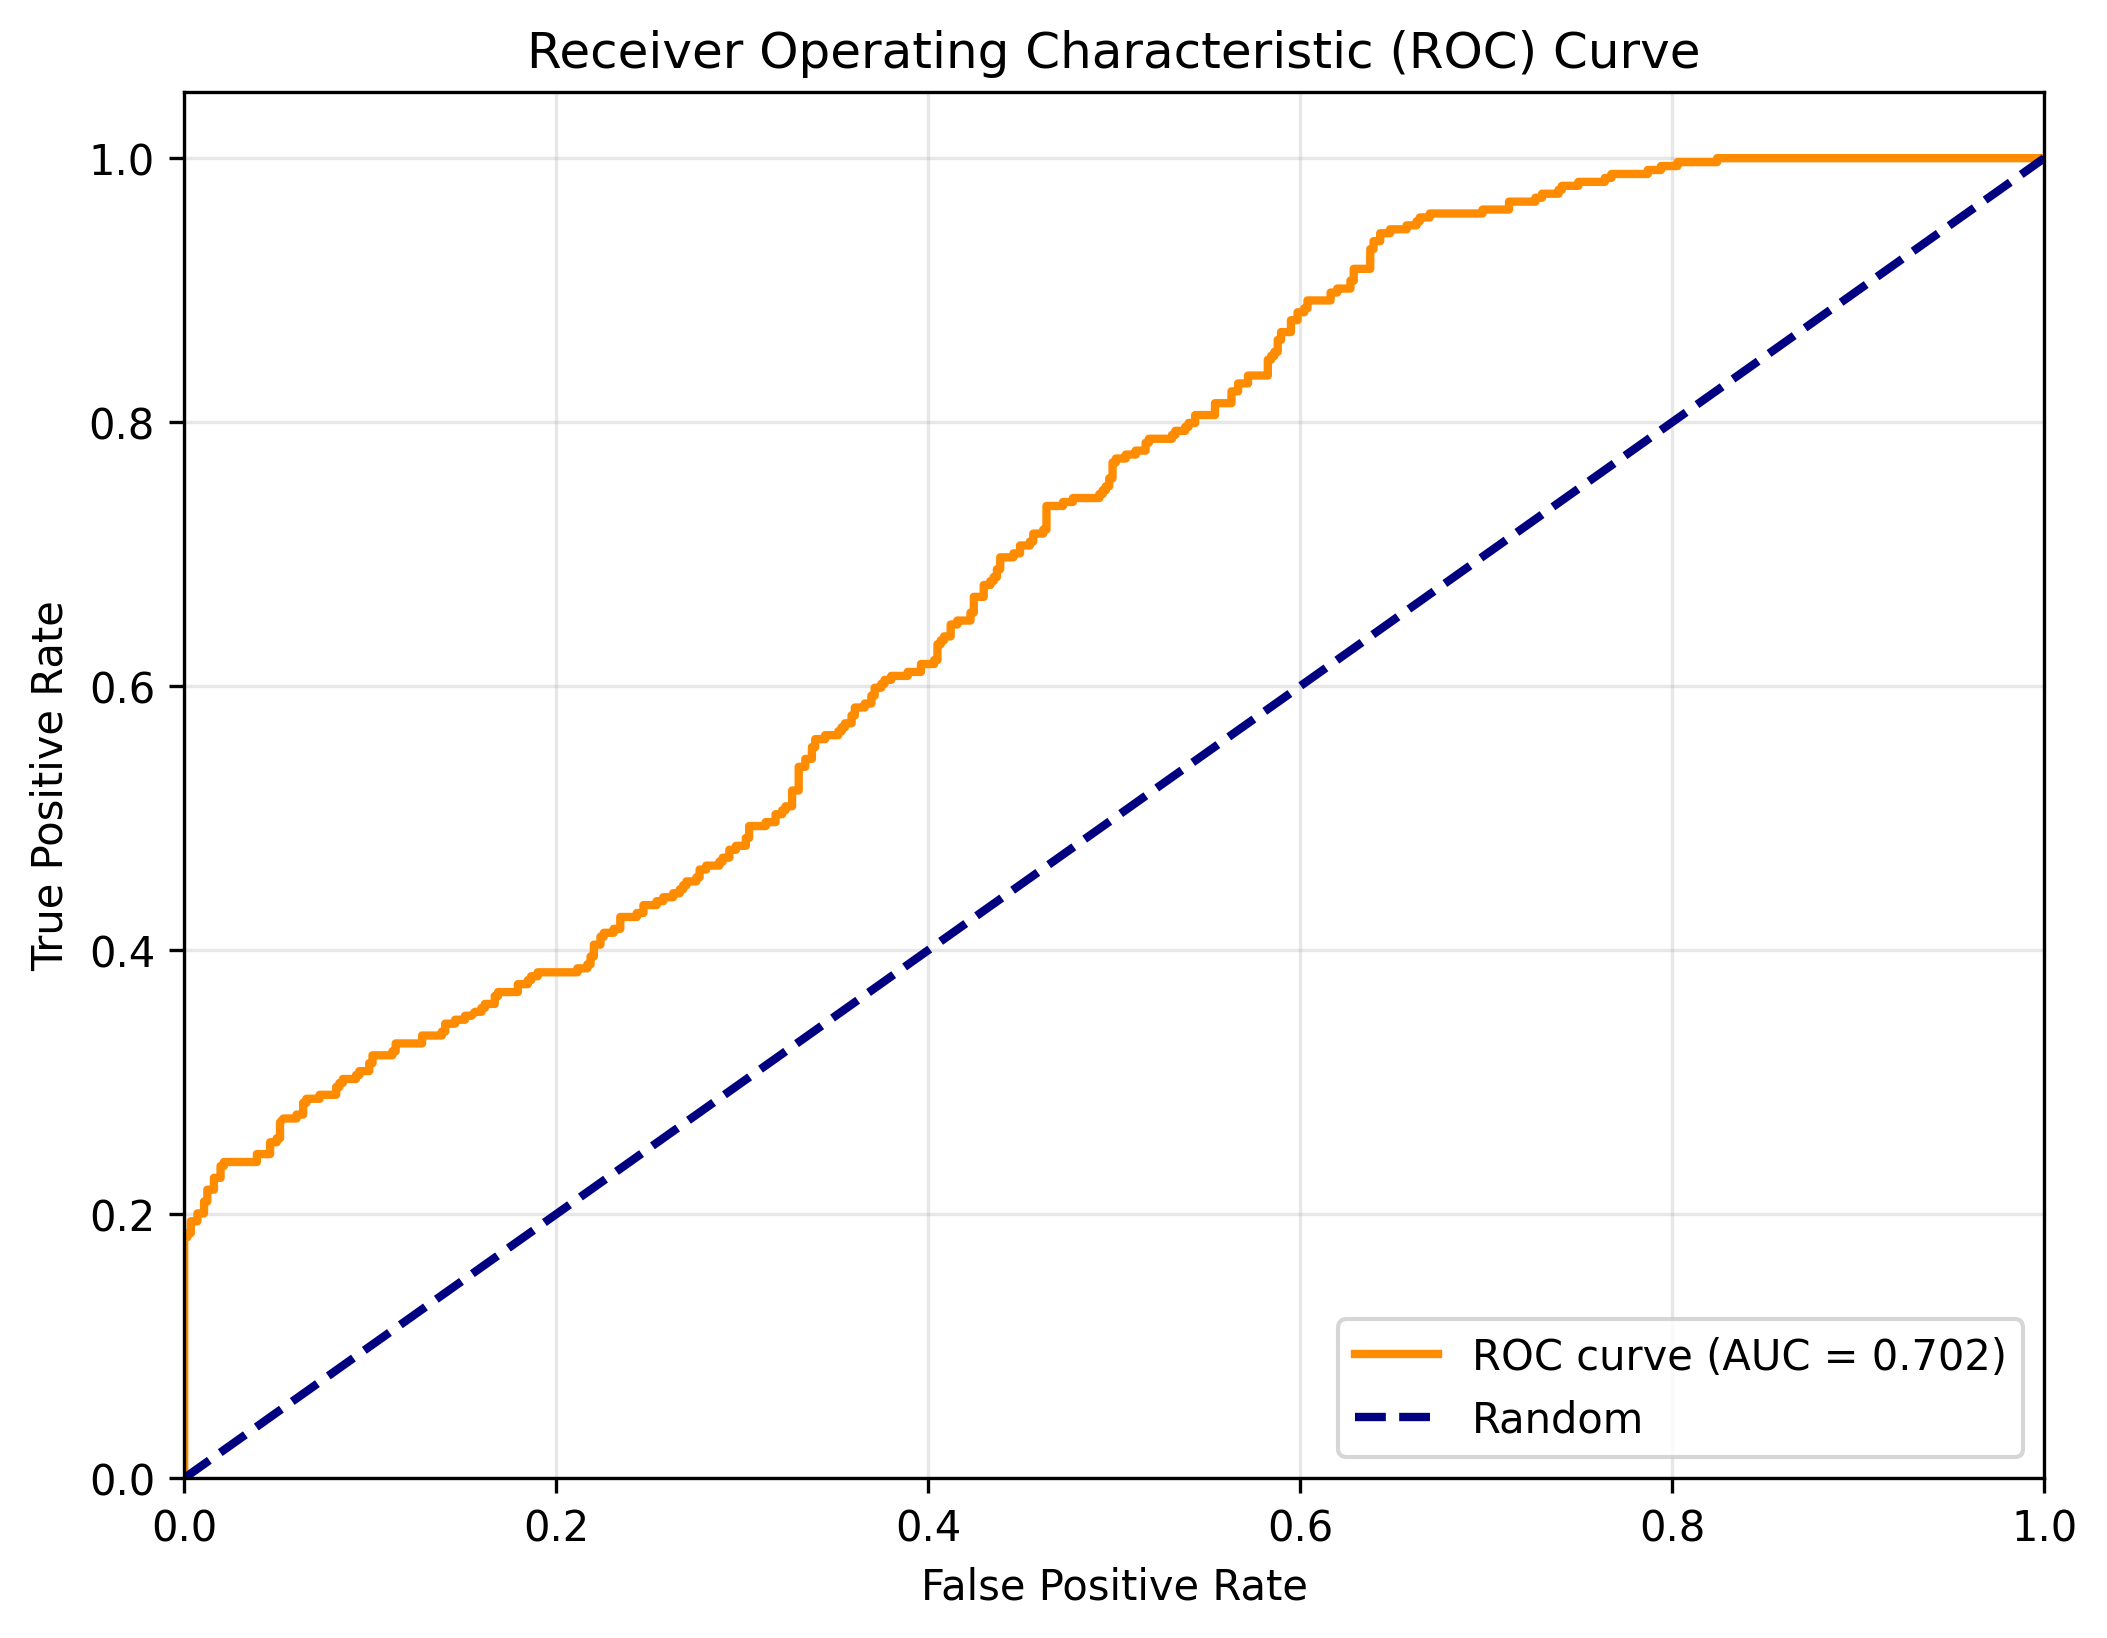 Receiver Operating Characteristic (ROC) Curve
1.0
0.8
0.6
0.4
0.2
0.0
True Positive Rate
0.0 0.2 0.4 0.6 0.8 1.0
False Positive Rate
ROC curve (AUC = 0.702)
Random